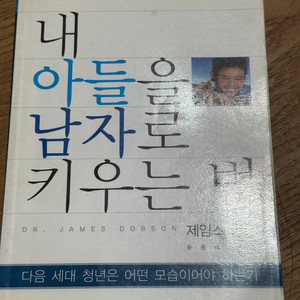 내
아들을
남자로
키우는 법
DR. JAMES DOBSON 제임스
다음 세대 청년은 어떤 모습이어야 하는가